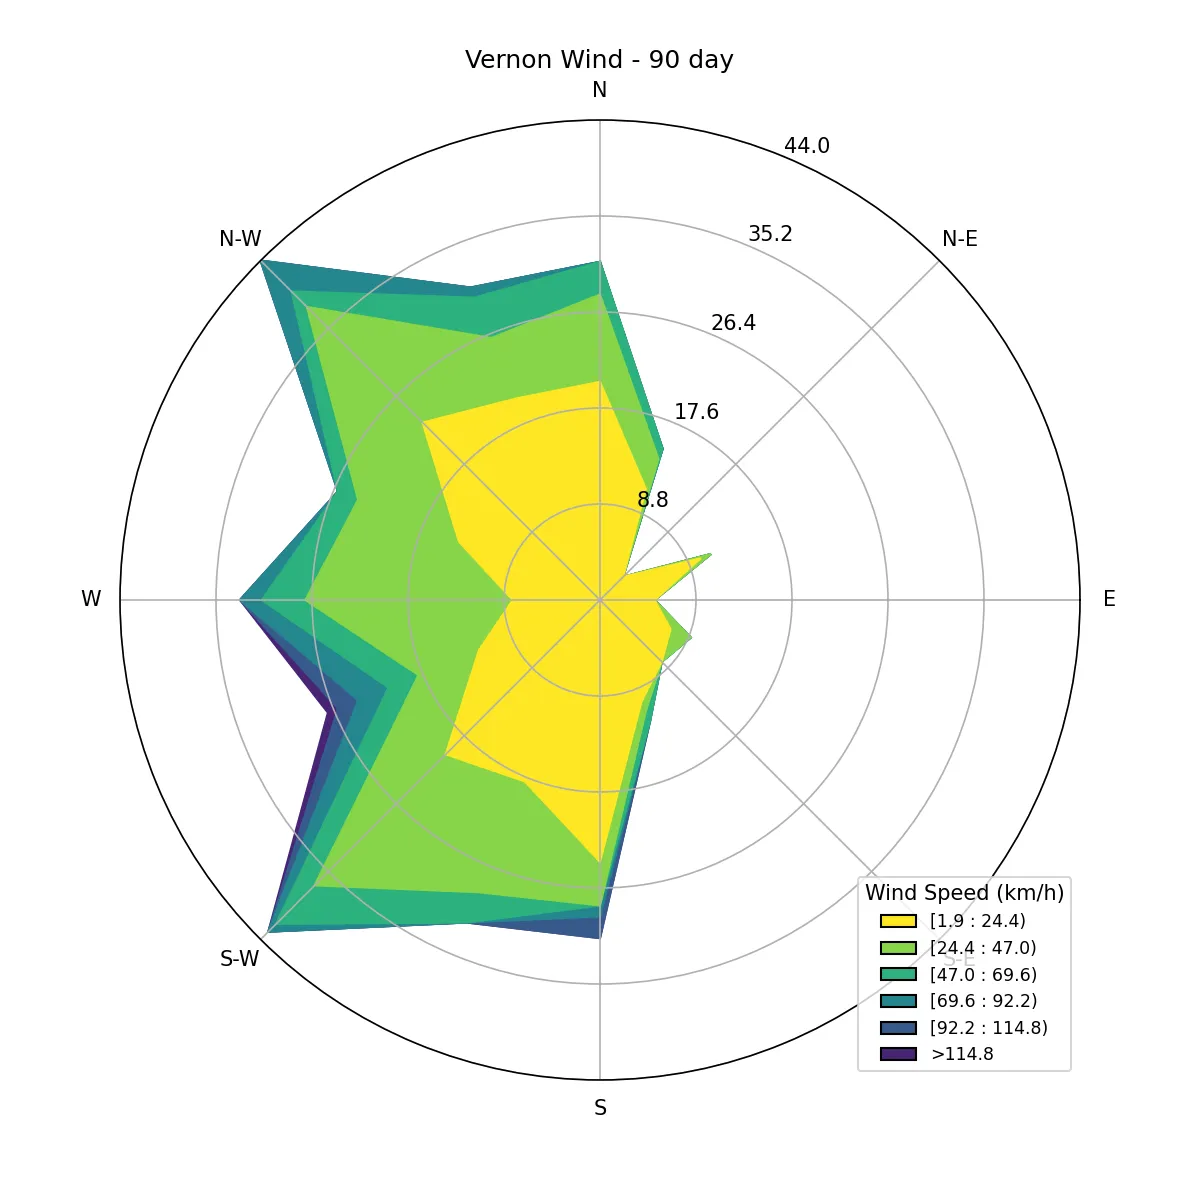 Vernon Wind - 90 day
N
44.0
35.2
N-W
N-E
26.4
17.6
8.8
W
E
Wind Speed (km/h)
[1.9 : 24.4)
[24.4 : 47.0)
S-W
S-E
[47.0 : 69.6)
[69.6 : 92.2)
[92.2 : 114.8)
>114.8
S